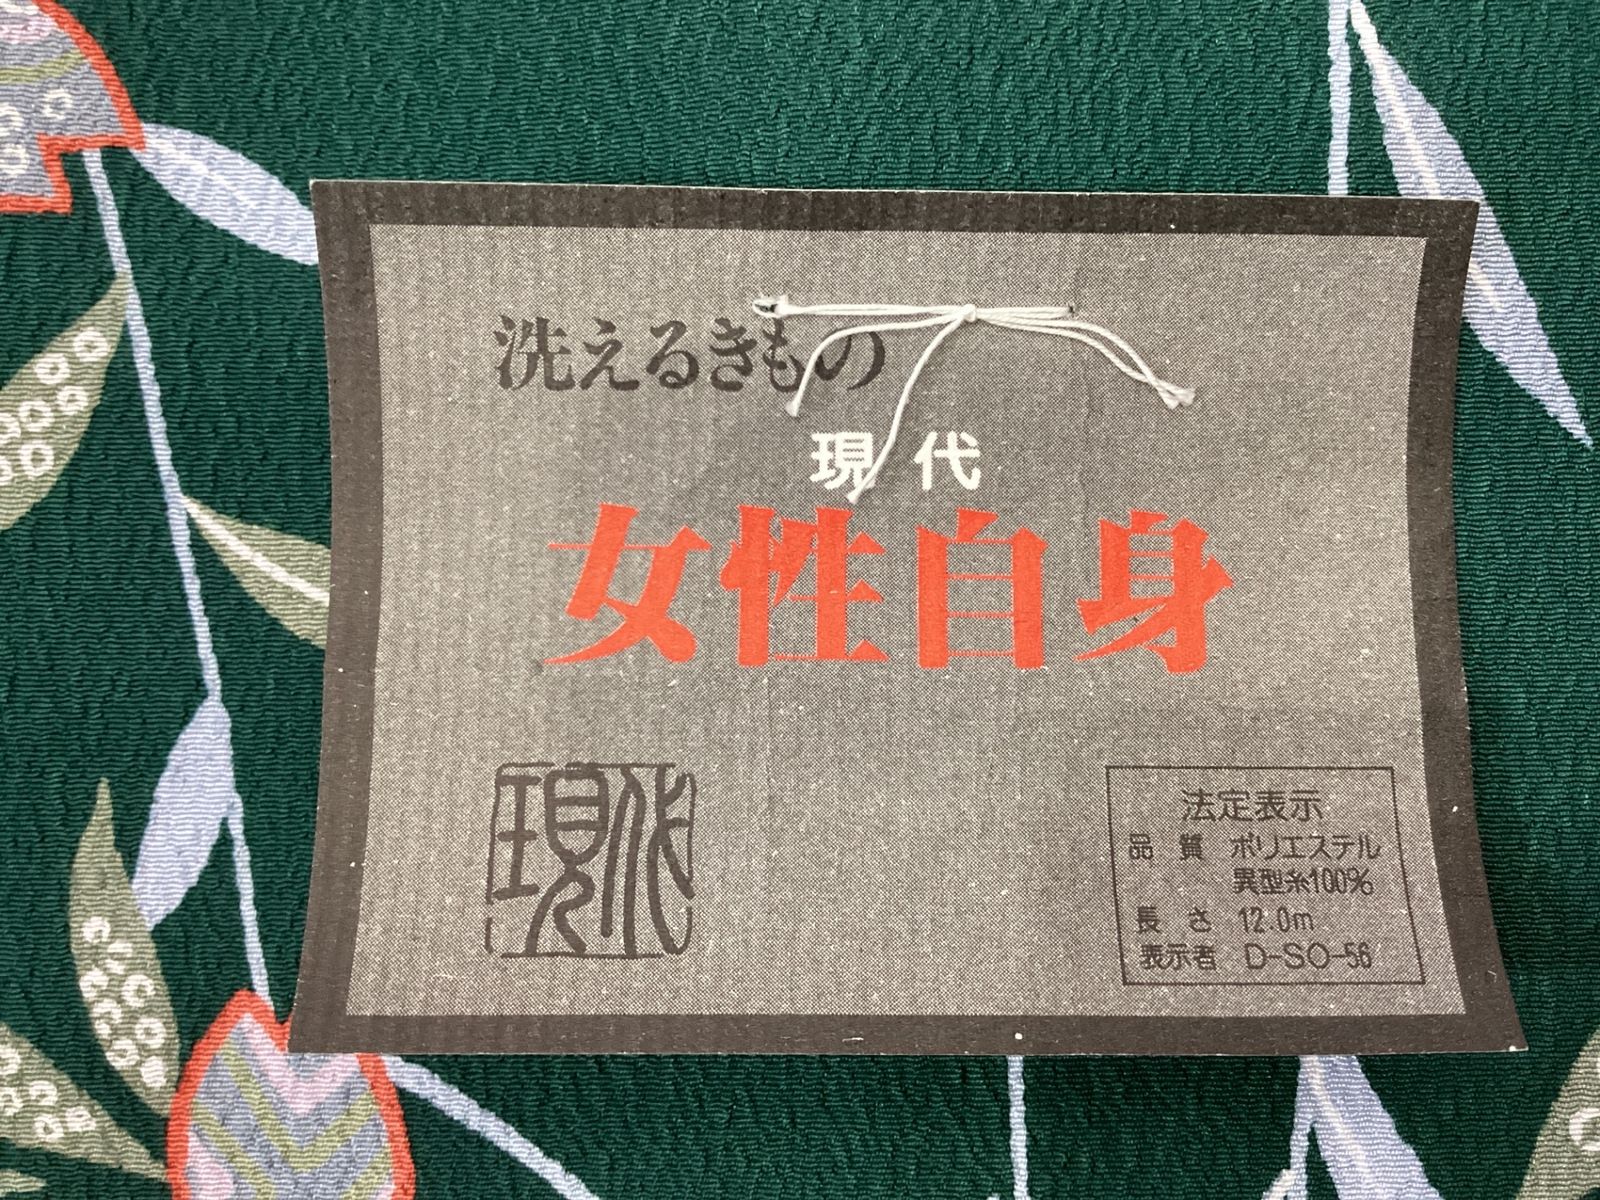 洗えるきもの
現代
女性自身
現代
法定表示
品質 ポリエステル
異型糸100%
長さ 12.0m
表示者 D-SO-56